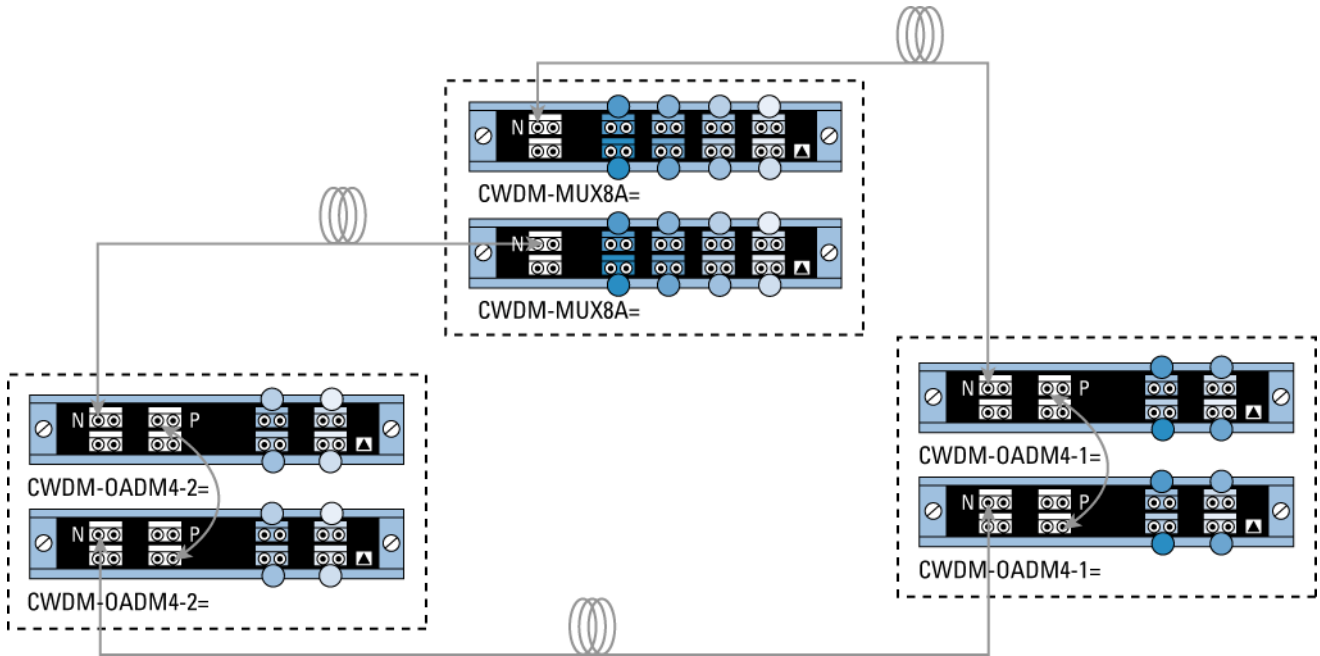 N
CWDM-MUX8A=
N
CWDM-MUX8A=
N P
CWDM-OADM4-2=
N P
CWDM-OADM4-2=
N P
CWDM-OADM4-1=
N P
CWDM-OADM4-1=